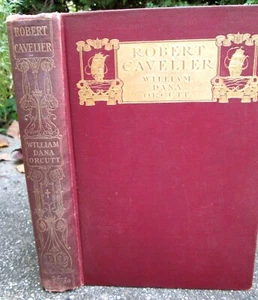 ROBERT
CAVELIER
WILLIAM
DANA
ORCUTT
ROBERT
CAVELIER
WILLIAM
DANA
ORCUTT